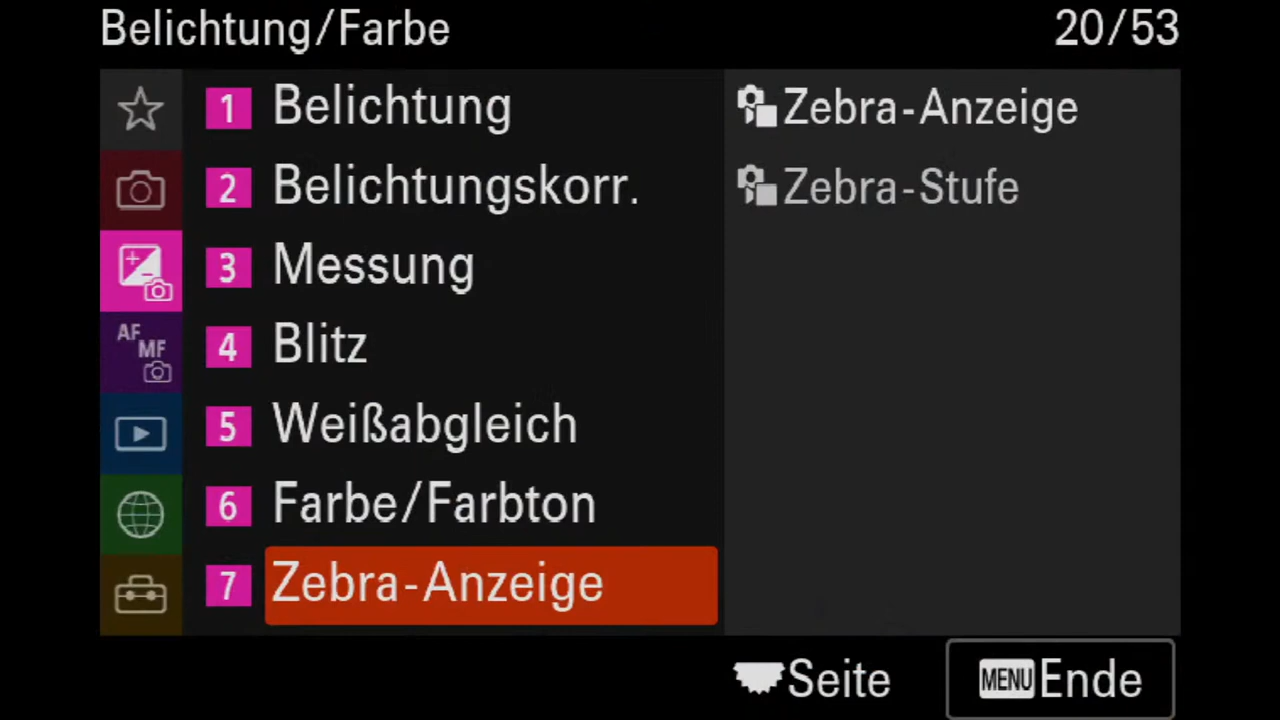 Belichtung/Farbe 20/53
1 Belichtung
2 Belichtungskorr.
3 Messung
4 Blitz
5 Weißabgleich
6 Farbe/Farbton
7 Zebra-Anzeige
Zebra-Anzeige
Zebra-Stufe
AF
MF
Seite
MENU Ende